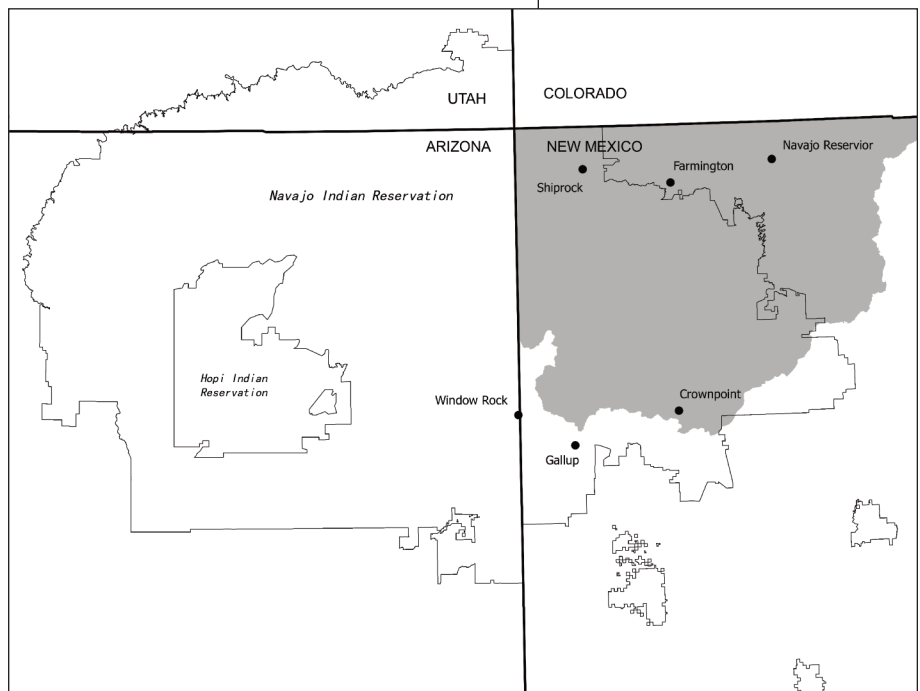 UTAH
COLORADO
ARIZONA
NEW MEXICO
Navajo Reservior
Farmington
Shiprock
Navajo Indian Reservation
Hopi Indian
Reservation
Window Rock
Crownpoint
Gallup